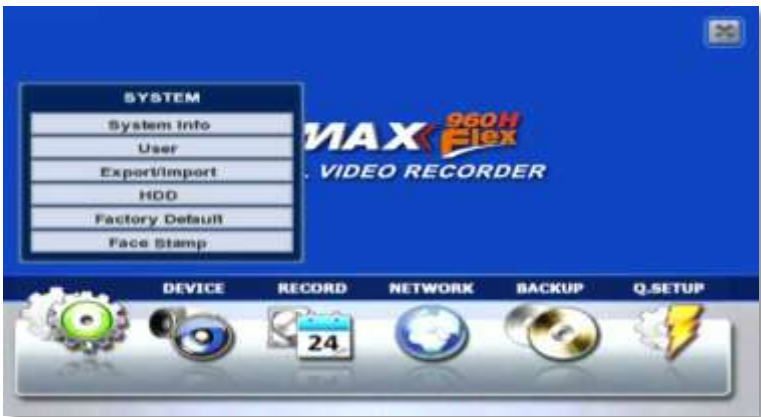 SYSTEM
System Info
User
Export/Import
HDD
Factory Default
Face Stamp
MAX 960H
Flex
. VIDEO RECORDER
DEVICE
RECORD
NETWORK
BACKUP
Q.SETUP
24